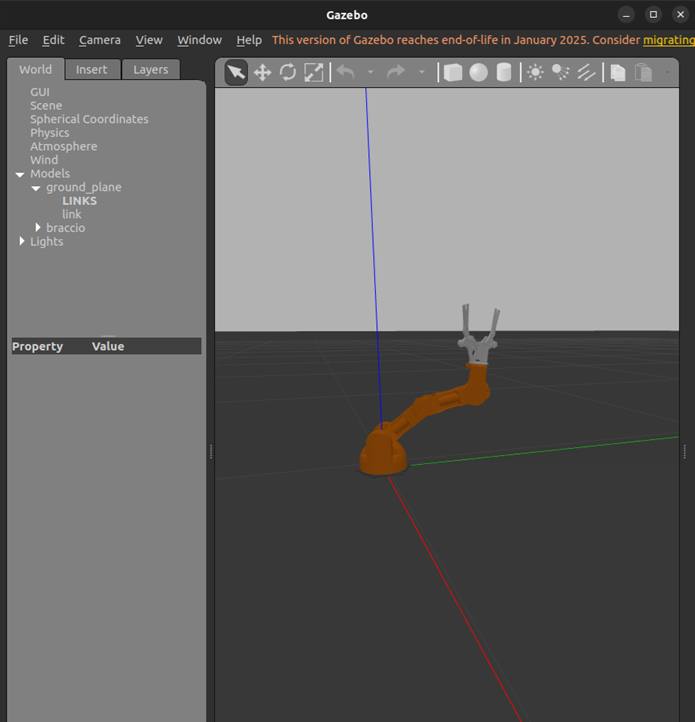 Gazebo
File Edit Camera View Window Help This version of Gazebo reaches end-of-life in January 2025. Consider migrating
World Insert Layers
GUI
Scene
Spherical Coordinates
Physics
Atmosphere
Wind
Models
ground_plane
LINKS
link
braccio
Lights
Property Value